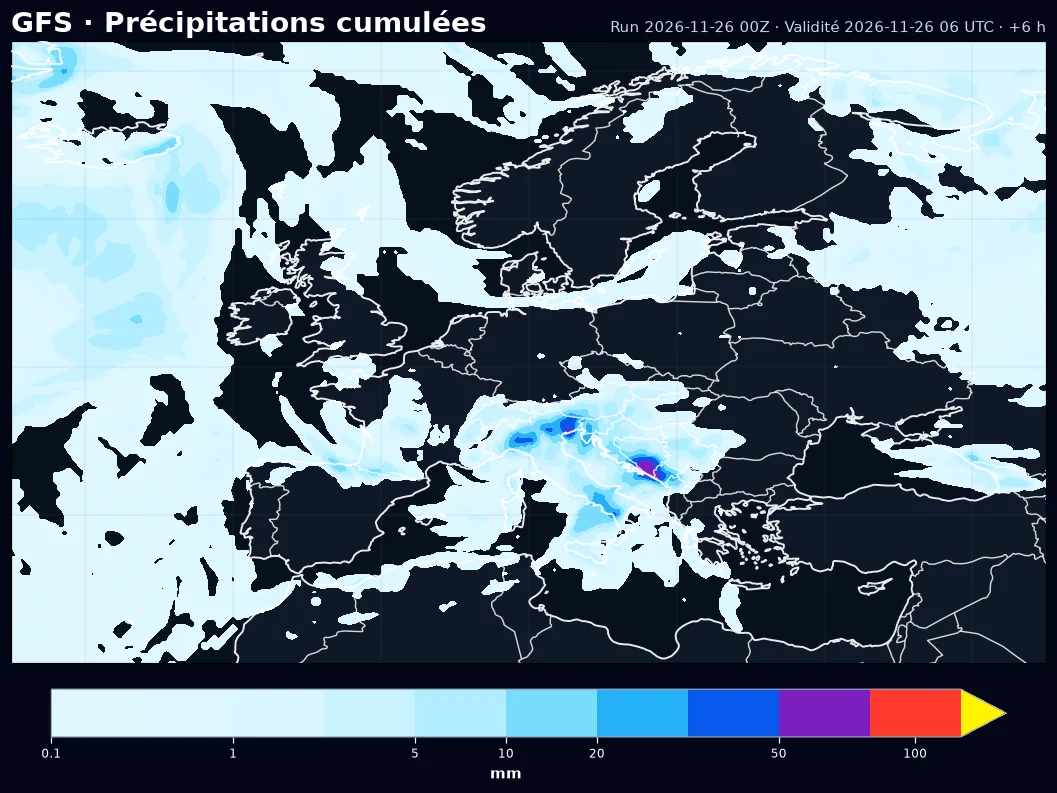 GFS · Précipitations cumulées
Run 2026-11-26 00Z · Validité 2026-11-26 06 UTC · +6 h
0.1 1 5 10 20 50 100
mm